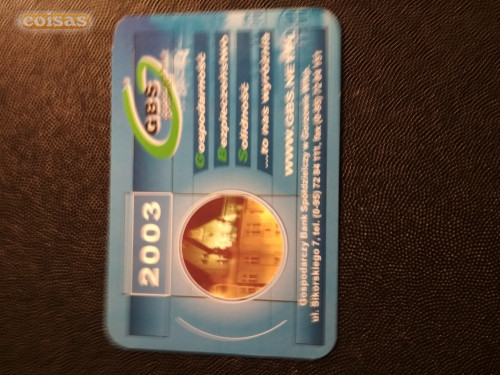 coisas
GBS
Gospodarność
Bezpieczeństwo
Solidność
...to nas wyróżnia
WWW.GBS.NET.PL
2003
Gospodarczy Bank Spółdzielczy w Gorzowie Wlkp.
ul. Sikorskiego 7, tel. (0-95) 72 84 111, fax (0-95) 72 84 151